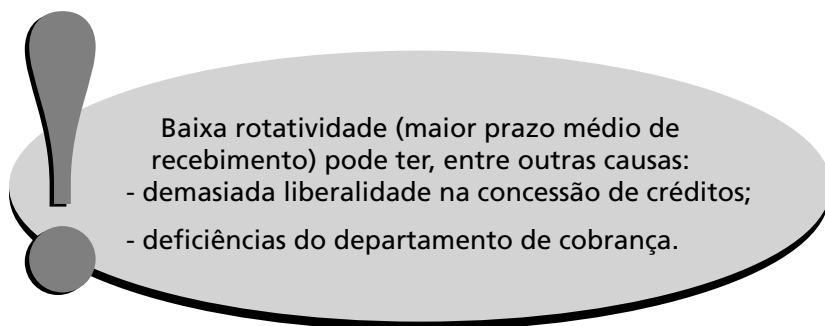 Baixa rotatividade (maior prazo médio de
recebimento) pode ter, entre outras causas:
- demasiada liberalidade na concessão de créditos;
- deficiências do departamento de cobrança.